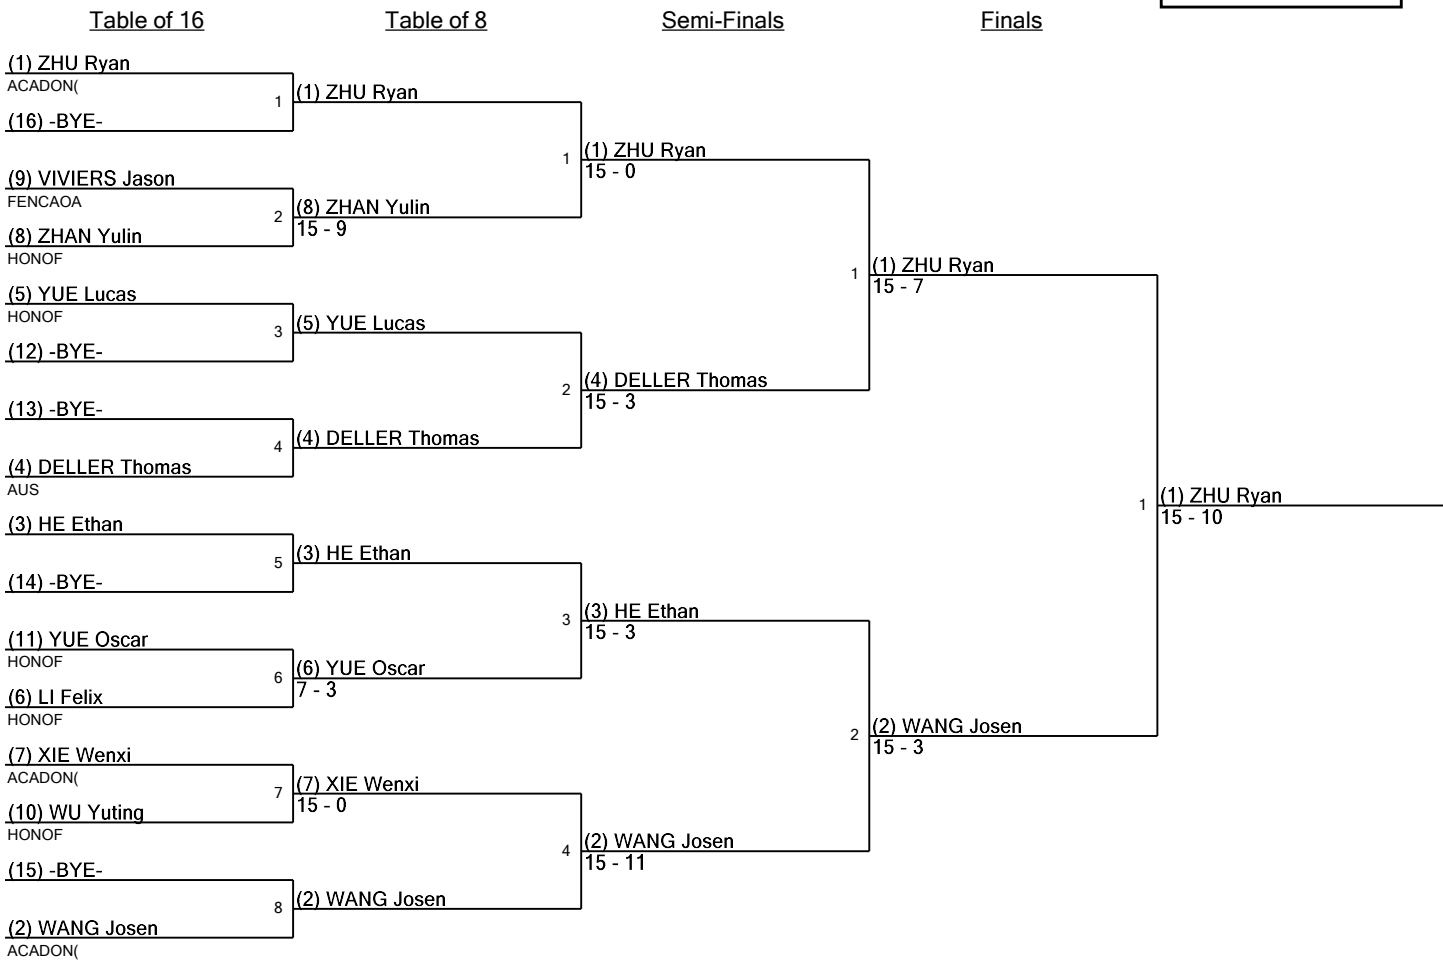 Table of 16
Table of 8
Semi-Finals
Finals
(1) ZHU Ryan
ACADON(
1
(16) -BYE-
(9) VIVIERS Jason
FENCAOA
2
(8) ZHAN Yulin
HONOF
(5) YUE Lucas
HONOF
3
(12) -BYE-
(13) -BYE-
4
(4) DELLER Thomas
AUS
(3) HE Ethan
5
(14) -BYE-
(11) YUE Oscar
HONOF
6
(6) LI Felix
HONOF
(7) XIE Wenxi
ACADON(
7
(10) WU Yuting
HONOF
(15) -BYE-
8
(2) WANG Josen
ACADON(
(1) ZHU Ryan
1
(8) ZHAN Yulin
15 - 9
(5) YUE Lucas
2
(4) DELLER Thomas
(3) HE Ethan
3
(6) YUE Oscar
7 - 3
(7) XIE Wenxi
15 - 0
4
(2) WANG Josen
(1) ZHU Ryan
15 - 0
1
(4) DELLER Thomas
15 - 3
(3) HE Ethan
15 - 3
2
(2) WANG Josen
15 - 11
(1) ZHU Ryan
15 - 7
1
(2) WANG Josen
15 - 3
(1) ZHU Ryan
15 - 10